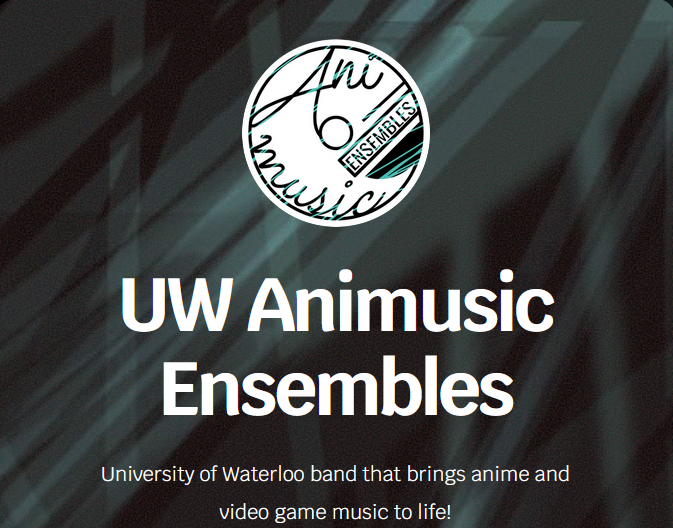 Ani
ENSEMBLES
music
UW Animusic
Ensembles
University of Waterloo band that brings anime and
video game music to life!